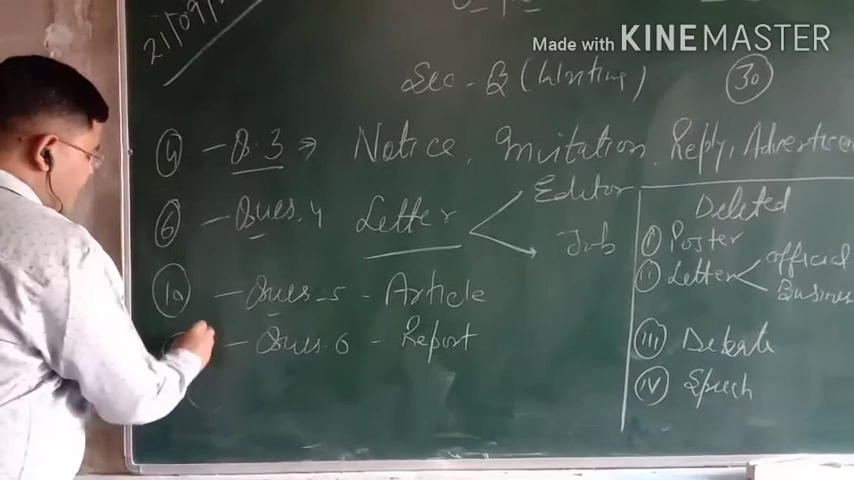 21/09/
Made with KINEMASTER
Sec - B (Writing) 30
4 - Q.3 → Notice, Invitation, Reply, Advertise
6 - Ques.4 Letter Editor
Job
10 - Ques-5 - Article
- Ques.6 - Report
Deleted
(i) Poster
(ii) Letter official
Business
(iii) Debate
(iv) Speech